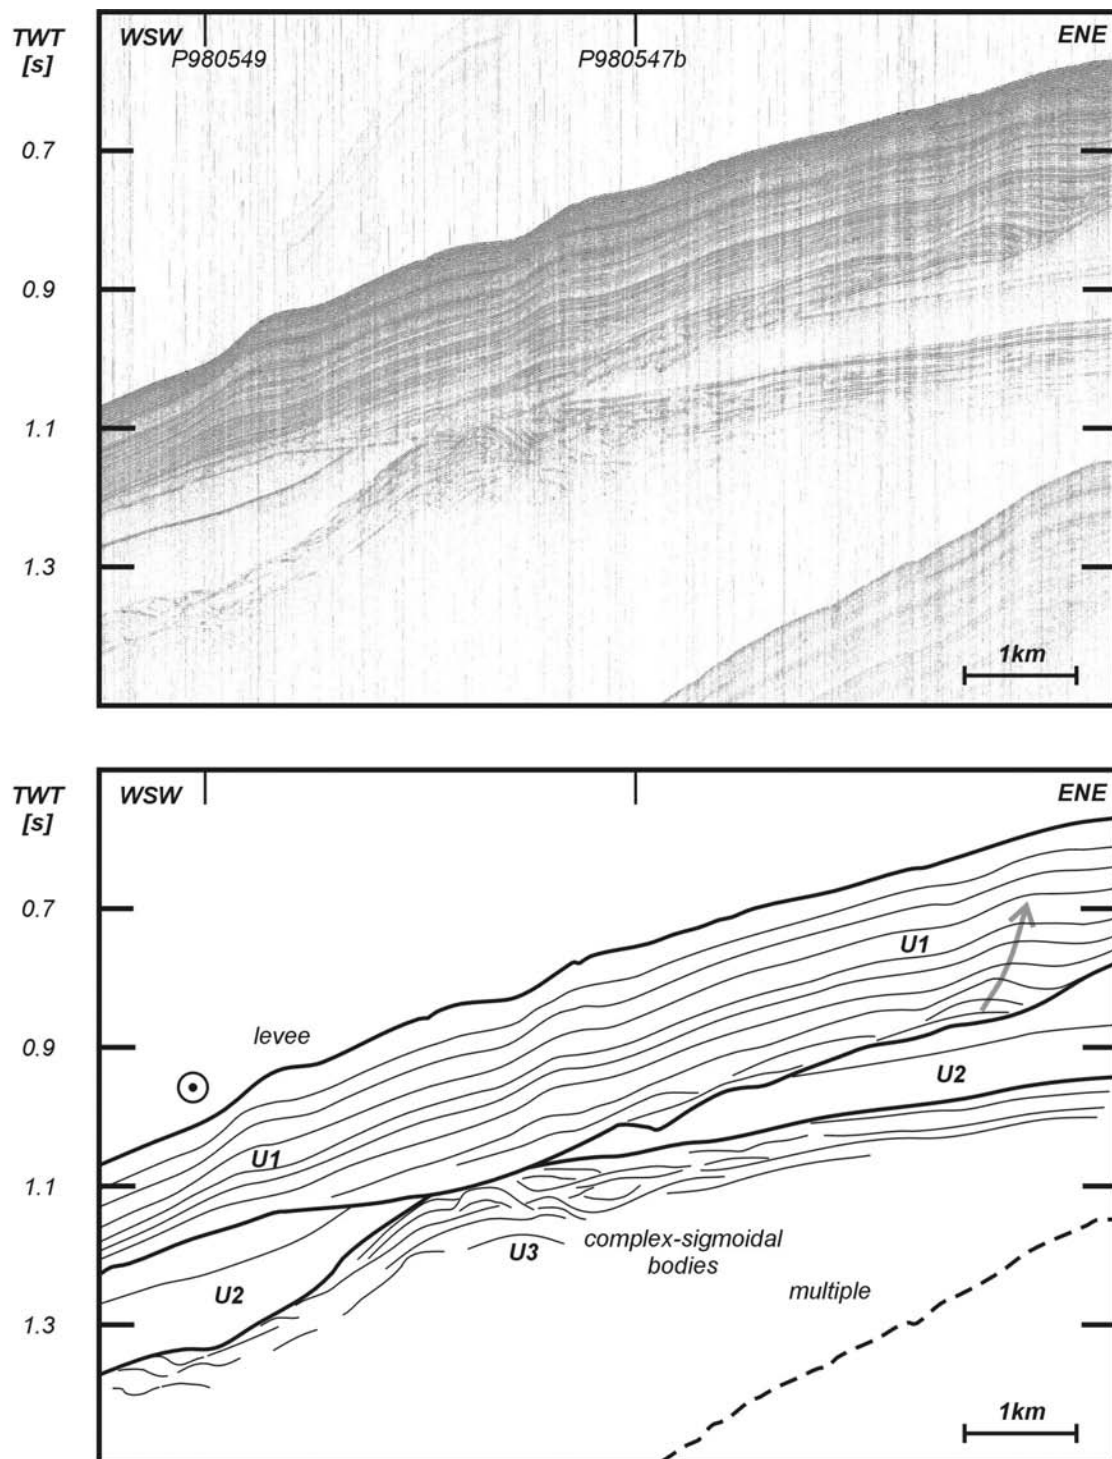 TWT
[s]
WSW
P980549
P980547b
ENE
0.7
0.9
1.1
1.3
1km
TWT
[s]
WSW
ENE
0.7
U1
levee
0.9
U2
U1
1.1
complex-sigmoidal
bodies
U3
U2
multiple
1.3
1km